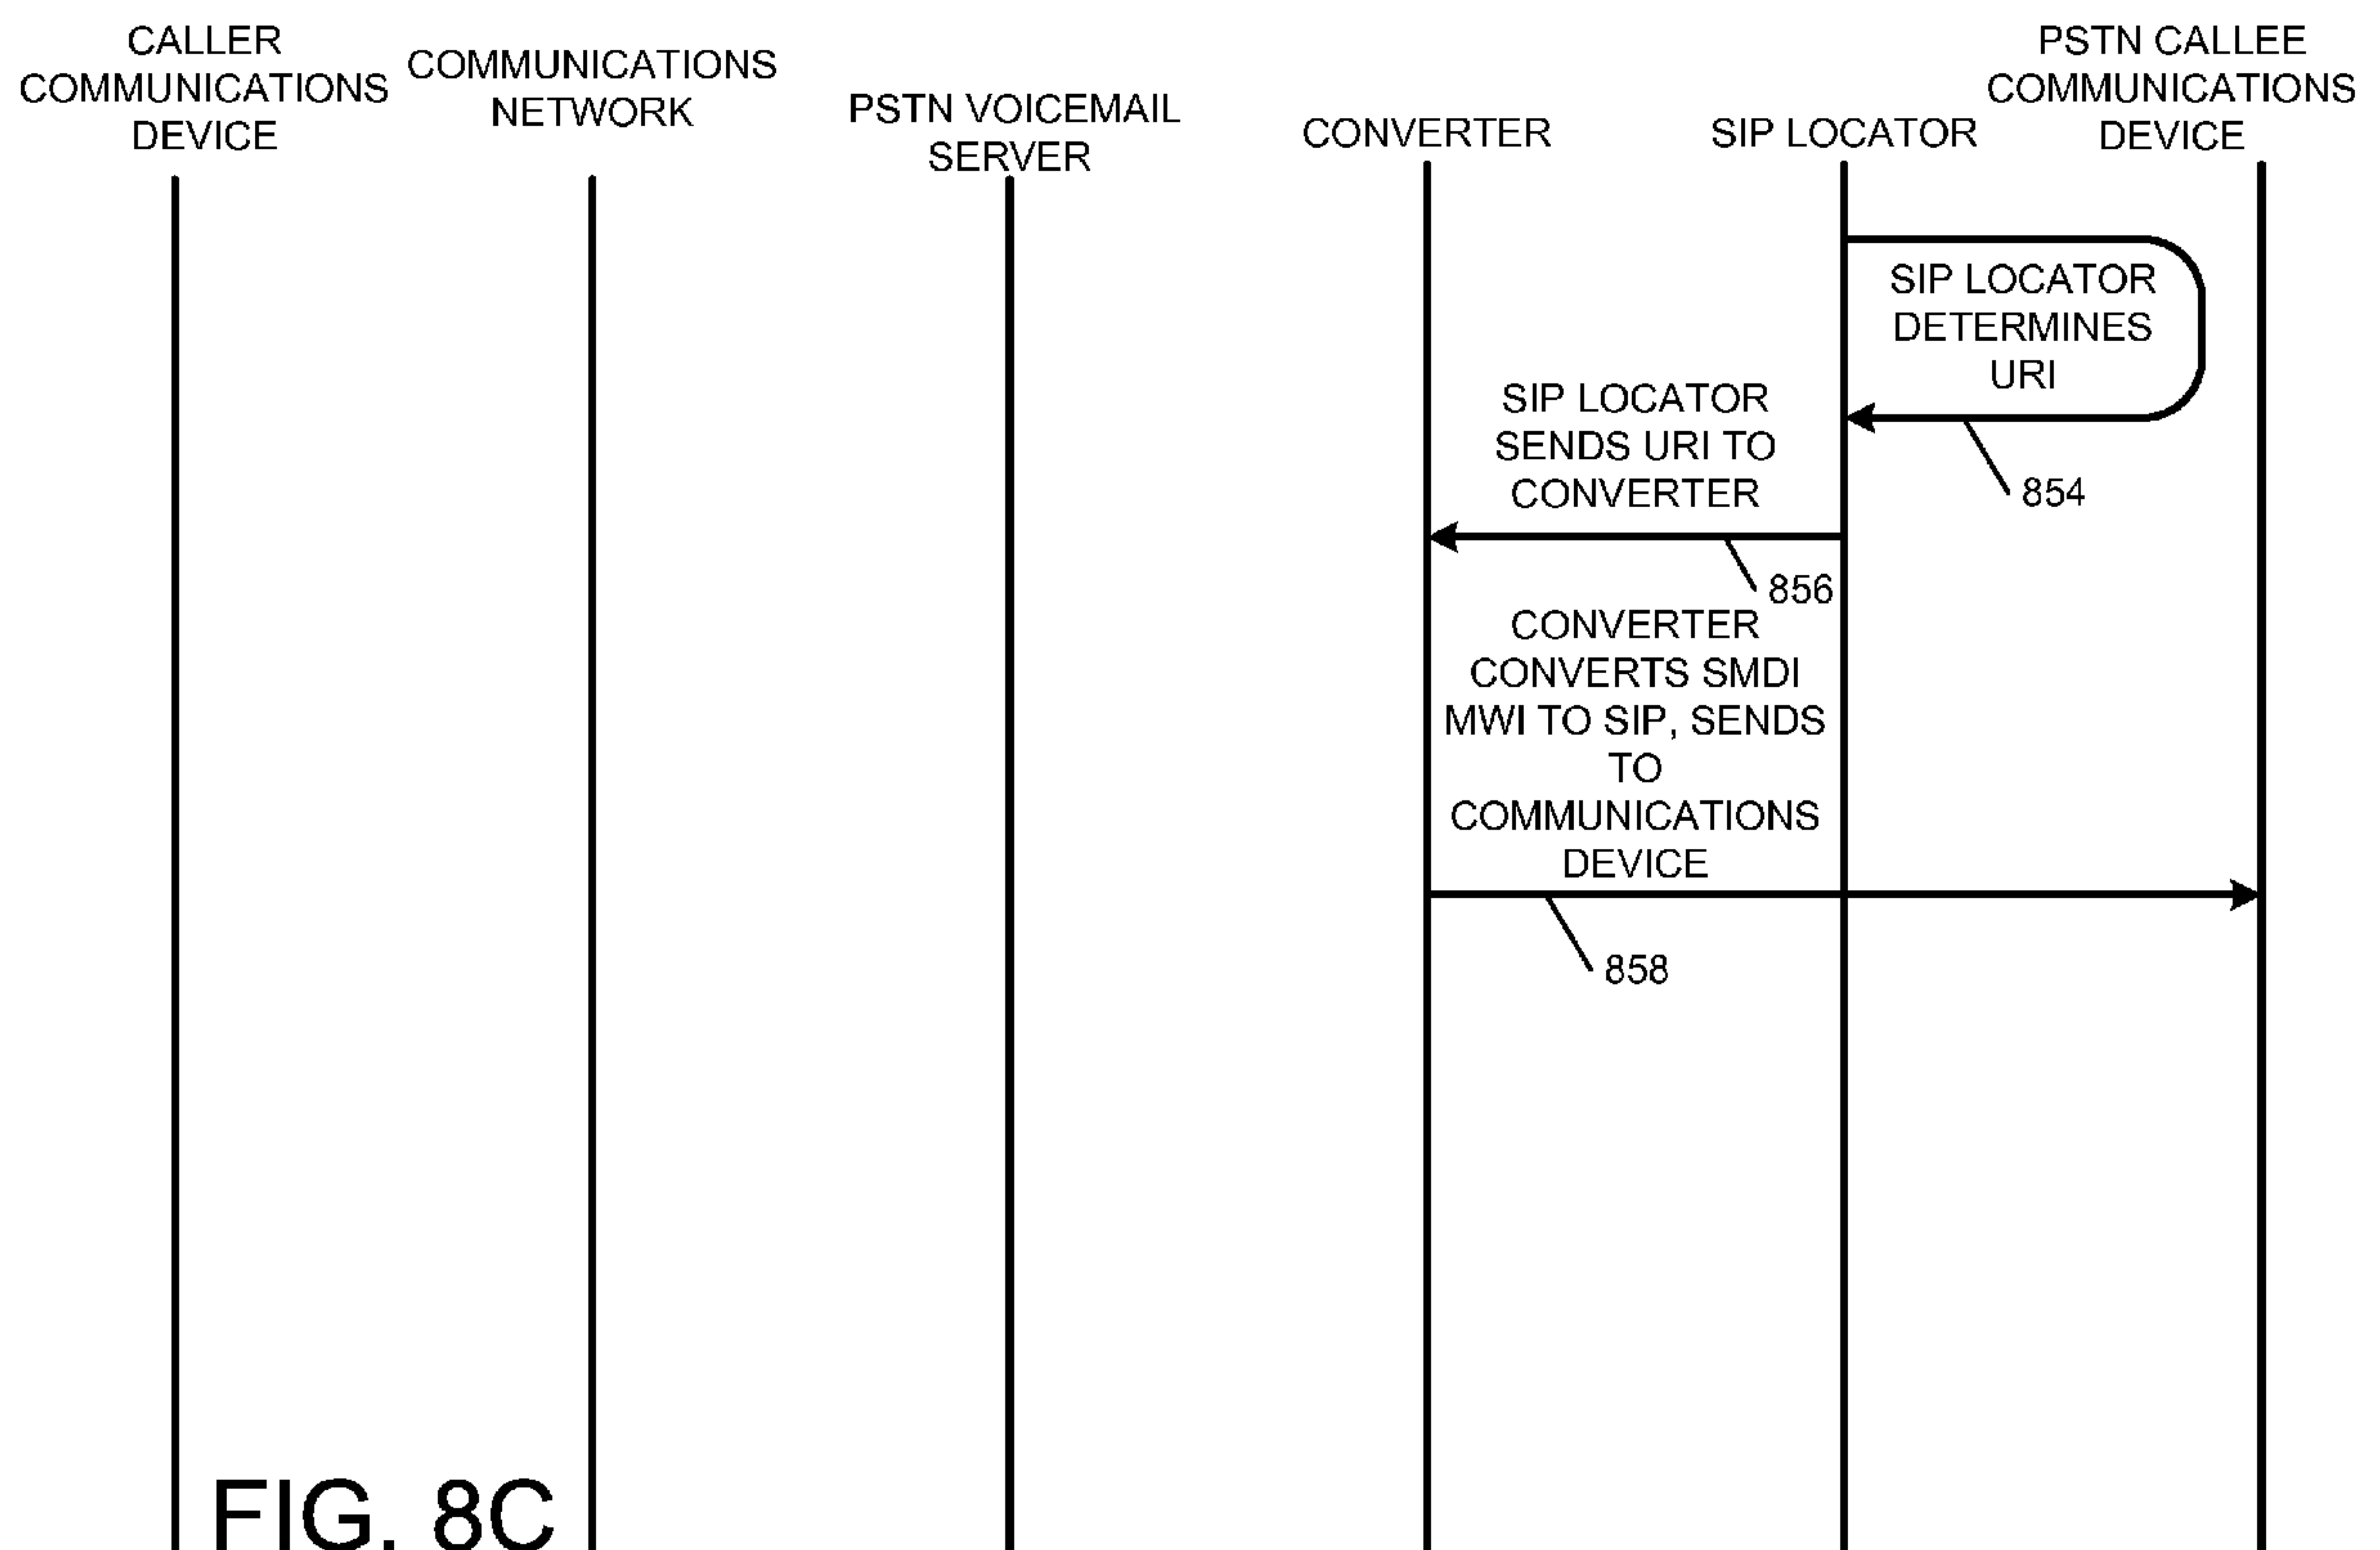 CALLER
COMMUNICATIONS
DEVICE
COMMUNICATIONS
NETWORK
PSTN VOICEMAIL
SERVER
CONVERTER
SIP LOCATOR
PSTN CALLEE
COMMUNICATIONS
DEVICE
SIP LOCATOR
DETERMINES
URI
854
SIP LOCATOR
SENDS URI TO
CONVERTER
856
CONVERTER
CONVERTS SMDI
MWI TO SIP, SENDS
TO
COMMUNICATIONS
DEVICE
858
FIG. 8C